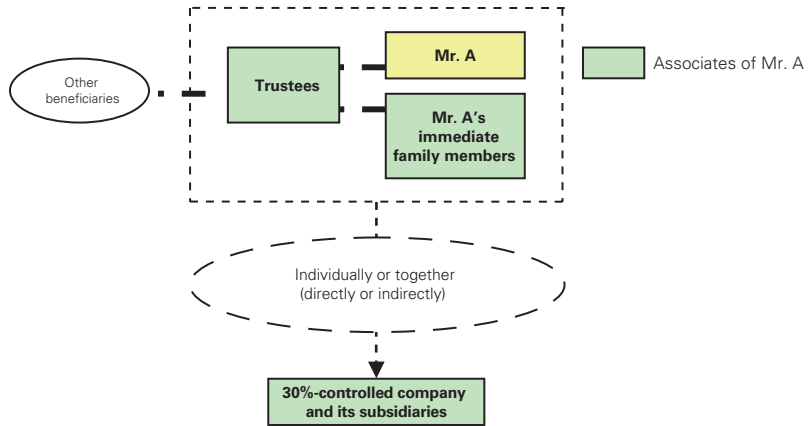 Other
beneficiaries
Trustees
Mr. A
Mr. A's
immediate
family members
Associates of Mr. A
Individually or together
(directly or indirectly)
30%-controlled company
and its subsidiaries